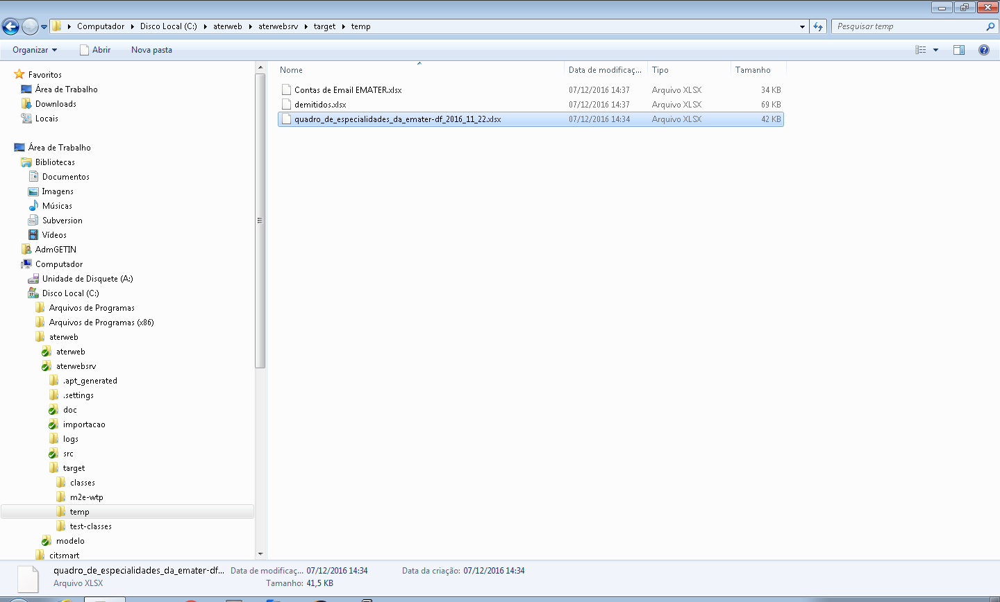 Computador Disco Local (C:) aterweb aterwebsrv target temp
Pesquisar temp
Organizar Abrir Nova pasta
Favoritos
Área de Trabalho
Downloads
Locais
Área de Trabalho
Bibliotecas
Documentos
Imagens
Músicas
Subversion
Vídeos
AdmGETIN
Computador
Unidade de Disquete (A:)
Disco Local (C:)
Arquivos de Programas
Arquivos de Programas (x86)
aterweb
aterweb
aterwebsrv
.apt_generated
.settings
doc
importacao
logs
src
target
classes
m2e-wtp
temp
test-classes
modelo
citsmart
Nome Data de modificaç... Tipo Tamanho
Contas de Email EMATER.xlsx 07/12/2016 14:37 Arquivo XLSX 34 KB
demitidos.xlsx 07/12/2016 14:37 Arquivo XLSX 69 KB
quadro_de_especialidades_da_emater-df_2016_11_22.xlsx 07/12/2016 14:34 Arquivo XLSX 42 KB
quadro_de_especialidades_da_emater-df... Data de modificaç... 07/12/2016 14:34 Data da criação: 07/12/2016 14:34
Arquivo XLSX Tamanho: 41,5 KB